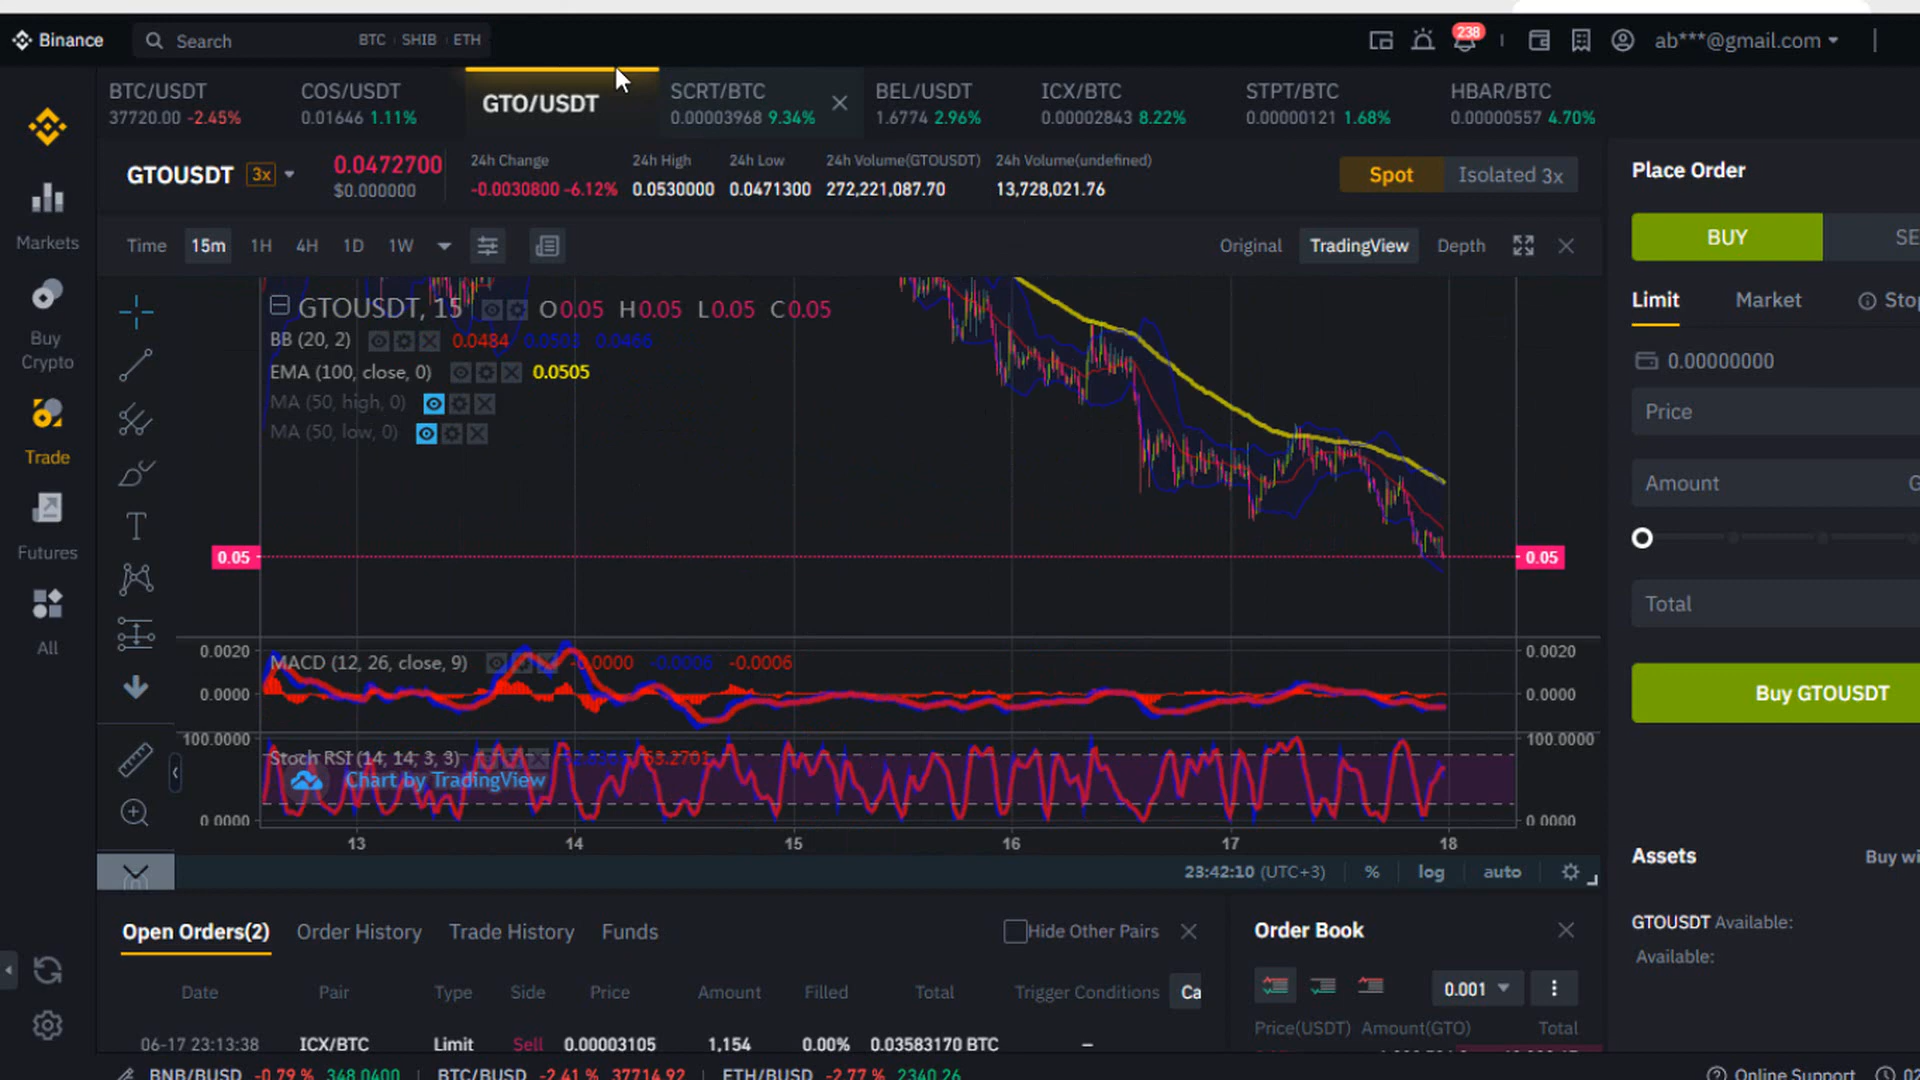 Binance Search BTC SHIB ETH 238 ab***@gmail.com
BTC/USDT COS/USDT GTO/USDT SCRT/BTC BEL/USDT ICX/BTC STPT/BTC HBAR/BTC
37720.00 -2.45% 0.01646 1.11% 0.00003968 9.34% 1.6774 2.96% 0.00002843 8.22% 0.00000121 1.68% 0.00000557 4.70%
GTOUSDT 3x 0.0472700 24h Change 24h High 24h Low 24h Volume(GTOUSDT) 24h Volume(undefined) Spot Isolated 3x Place Order
$0.000000 -0.0030800 -6.12% 0.0530000 0.0471300 272,221,087.70 13,728,021.76
Markets
Time 15m 1H 4H 1D 1W Original TradingView Depth BUY SE
GTOUSDT, 15 O0.05 H0.05 L0.05 C0.05 Limit Market Stop
BB (20, 2) 0.0484 0.0503 0.0466
Buy
Crypto
EMA (100, close, 0) 0.0505 0.00000000
MA (50, high, 0) Price
MA (50, low, 0)
Trade
Amount G
Futures
0.05 0.05
Total
All
0.0020 MACD (12, 26, close, 9) -0.0000 -0.0006 -0.0006 0.0020
0.0000 0.0000 Buy GTOUSDT
100.0000 100.0000
Stoch RSI (14, 14, 3, 3)
Chart by TradingView
0.0000 0.0000
13 14 15 16 17 18
Assets Buy wi
23:42:10 (UTC+3) % log auto
Open Orders(2) Order History Trade History Funds Hide Other Pairs Order Book GTOUSDT Available:
Available:
Date Pair Type Side Price Amount Filled Total Trigger Conditions Ca 0.001
Price(USDT) Amount(GTO) Total
06-17 23:13:38 ICX/BTC Limit Sell 0.00003105 1,154 0.00% 0.03583170 BTC –
BNB/BUSD -0.79 % 348.0400 BTC/BUSD -2.41 % 37714.92 ETH/BUSD -2.77 % 2340.26 Online Support 02